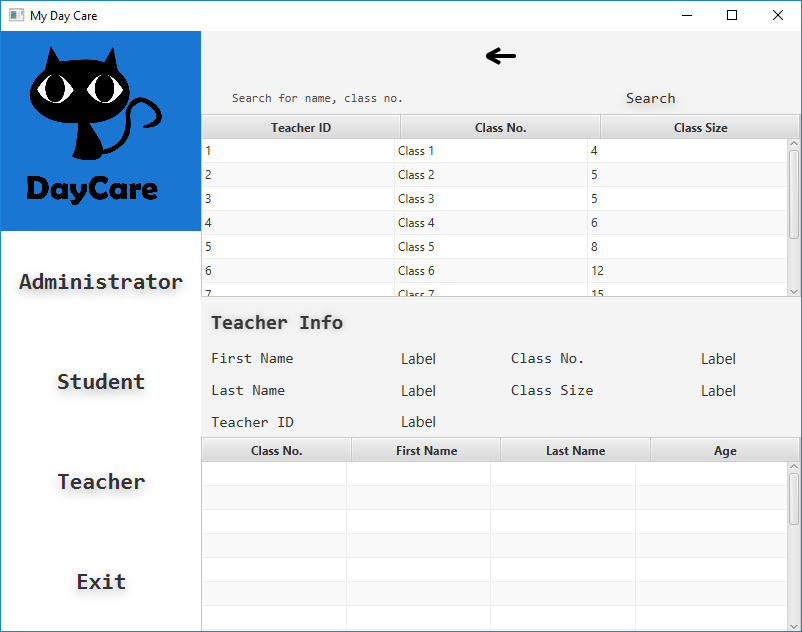 My Day Care
DayCare
Administrator
Student
Teacher
Exit
Search for name, class no.
Search
Teacher ID Class No. Class Size
1 Class 1 4
2 Class 2 5
3 Class 3 5
4 Class 4 6
5 Class 5 8
6 Class 6 12
7 Class 7 15
Teacher Info
First Name Label Class No. Label
Last Name Label Class Size Label
Teacher ID Label
Class No. First Name Last Name Age